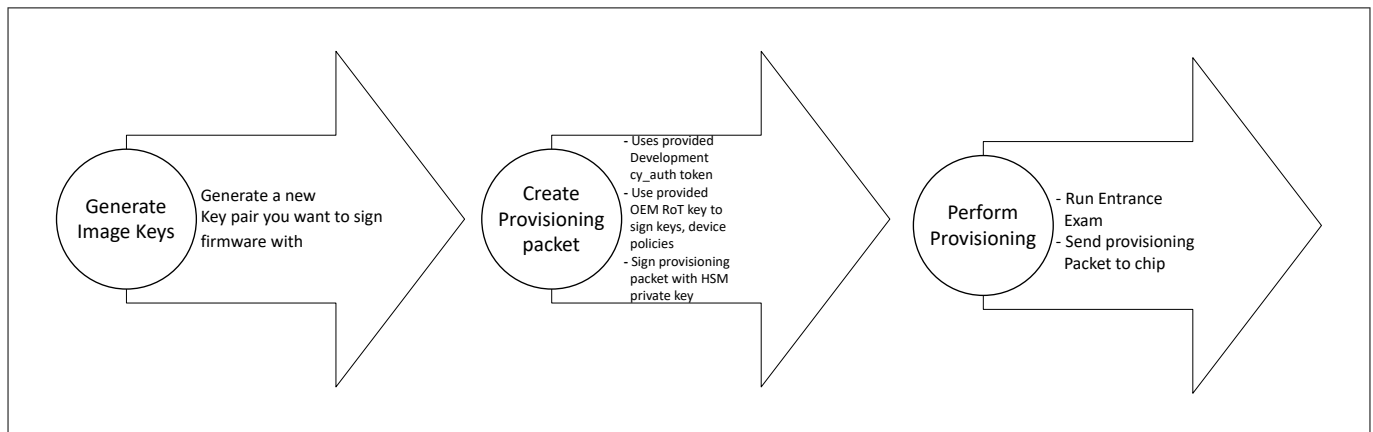 Generate
Image Keys
Generate a new
Key pair you want to sign
firmware with
Create
Provisioning
packet
- Uses provided
Development
cy_auth token
- Use provided
OEM RoT key to
sign keys, device
policies
- Sign provisioning
packet with HSM
private key
Perform
Provisioning
- Run Entrance
Exam
- Send provisioning
Packet to chip